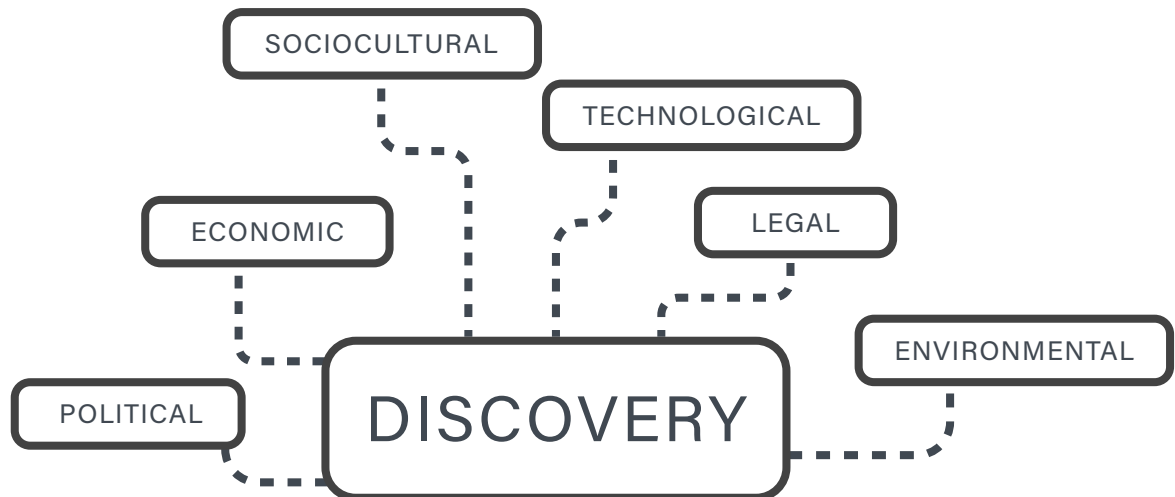 SOCIOCULTURAL
TECHNOLOGICAL
ECONOMIC
LEGAL
ENVIRONMENTAL
POLITICAL
DISCOVERY